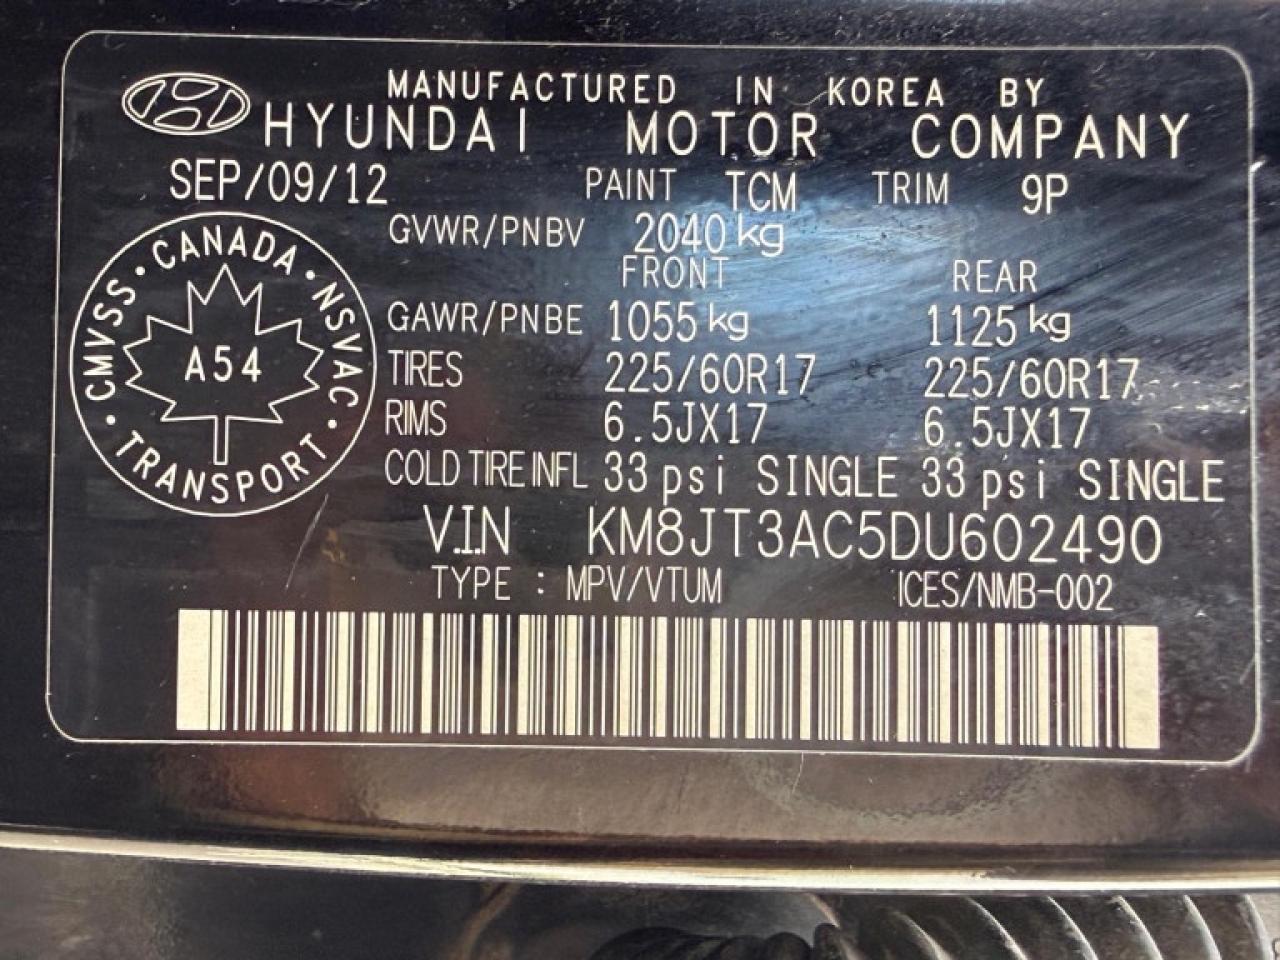 MANUFACTURED IN KOREA BY
HYUNDAI MOTOR COMPANY
SEP/09/12 PAINT TCM TRIM 9P
GVWR/PNBV 2040 kg
FRONT REAR
GAWR/PNBE 1055 kg 1125 kg
TIRES 225/60R17 225/60R17
RIMS 6.5JX17 6.5JX17
COLD TIRE INFL 33 psi SINGLE 33 psi SINGLE
V.I.N KM8JT3AC5DU602490
TYPE : MPV/VTUM ICES/NMB-002
CMVSS • CANADA • NSVAC • TRANSPORT •
A54